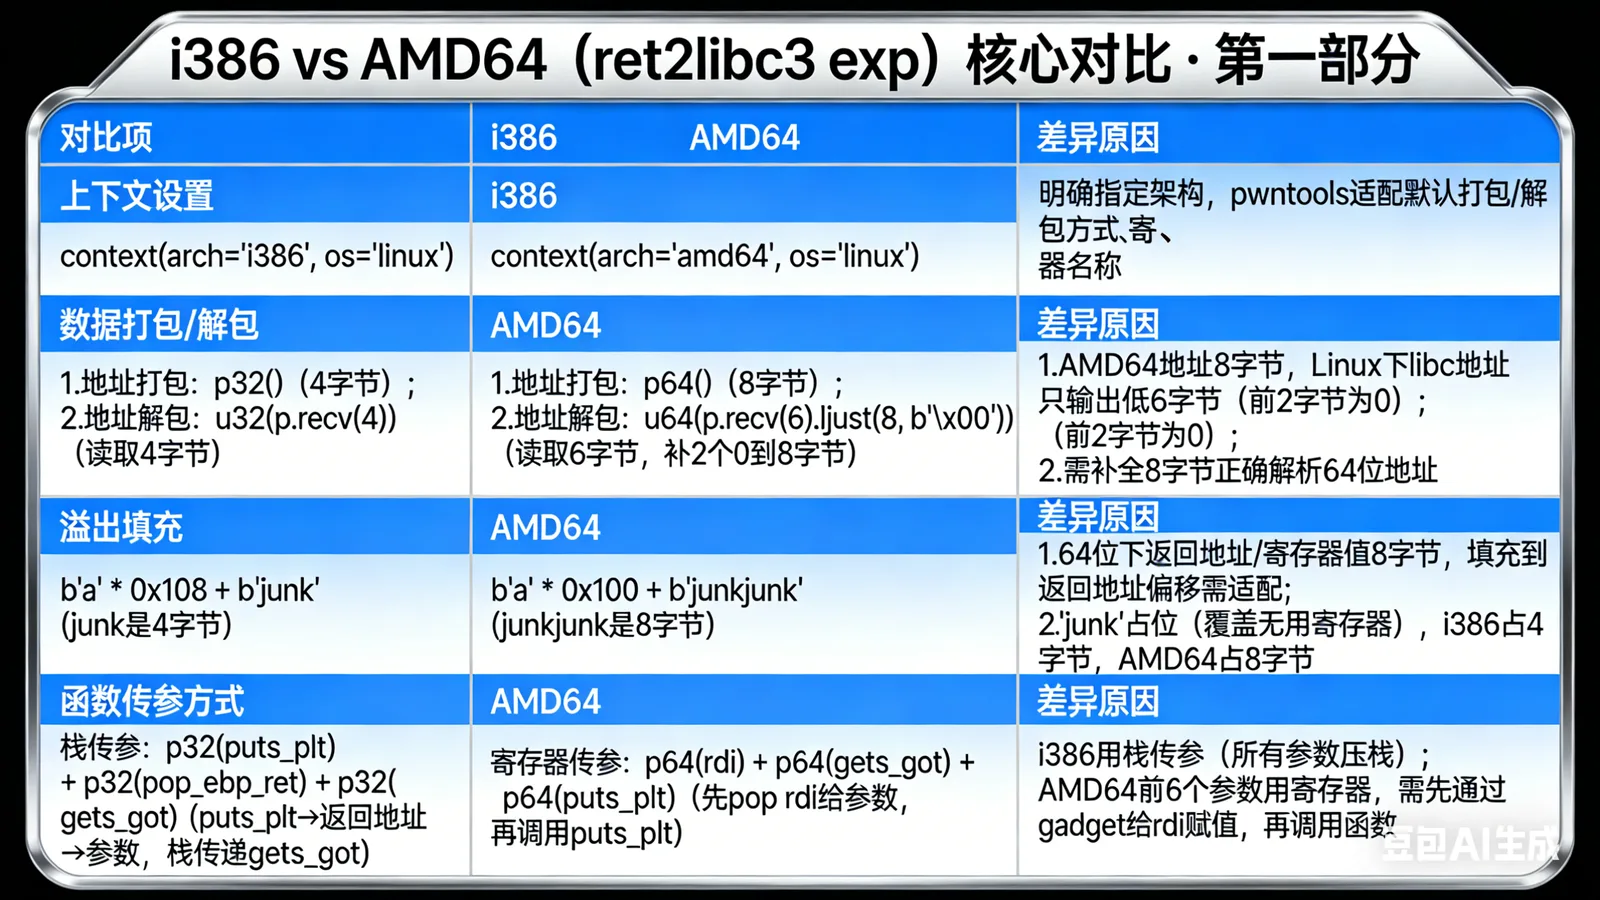 i386 vs AMD64（ret2libc3 exp）核心对比 · 第一部分
对比项
i386 AMD64
差异原因
上下文设置
i386
context(arch='i386', os='linux')
context(arch='amd64', os='linux')
明确指定架构，pwntools适配默认打包/解
包方式、寄、
器名称
数据打包/解包
AMD64
差异原因
1.地址打包：p32()（4字节）；
2.地址解包：u32(p.recv(4))
（读取4字节）
1.地址打包：p64()（8字节）；
2.地址解包：u64(p.recv(6).ljust(8, b'\x00'))
（读取6字节，补2个0到8字节）
1.AMD64地址8字节，Linux下libc地址
只输出低6字节（前2字节为0）；
（前2字节为0）；
2.需补全8字节正确解析64位地址
溢出填充
AMD64
差异原因
b'a' * 0x108 + b'junk'
(junk是4字节)
b'a' * 0x100 + b'junkjunk'
(junkjunk是8字节)
1.64位下返回地址/寄存器值8字节，填充到
返回地址偏移需适配；
2.'junk'占位（覆盖无用寄存器），i386占4
字节，AMD64占8字节
函数传参方式
AMD64
差异原因
栈传参：p32(puts_plt)
+ p32(pop_ebp_ret) + p32(
gets_got) (puts_plt→返回地址
→参数，栈传递gets_got)
寄存器传参：p64(rdi) + p64(gets_got) +
p64(puts_plt)（先pop rdi给参数，
再调用puts_plt)
i386用栈传参（所有参数压栈）；
AMD64前6个参数用寄存器，需先通过
gadget给rdi赋值，再调用函数
豆包AI生成